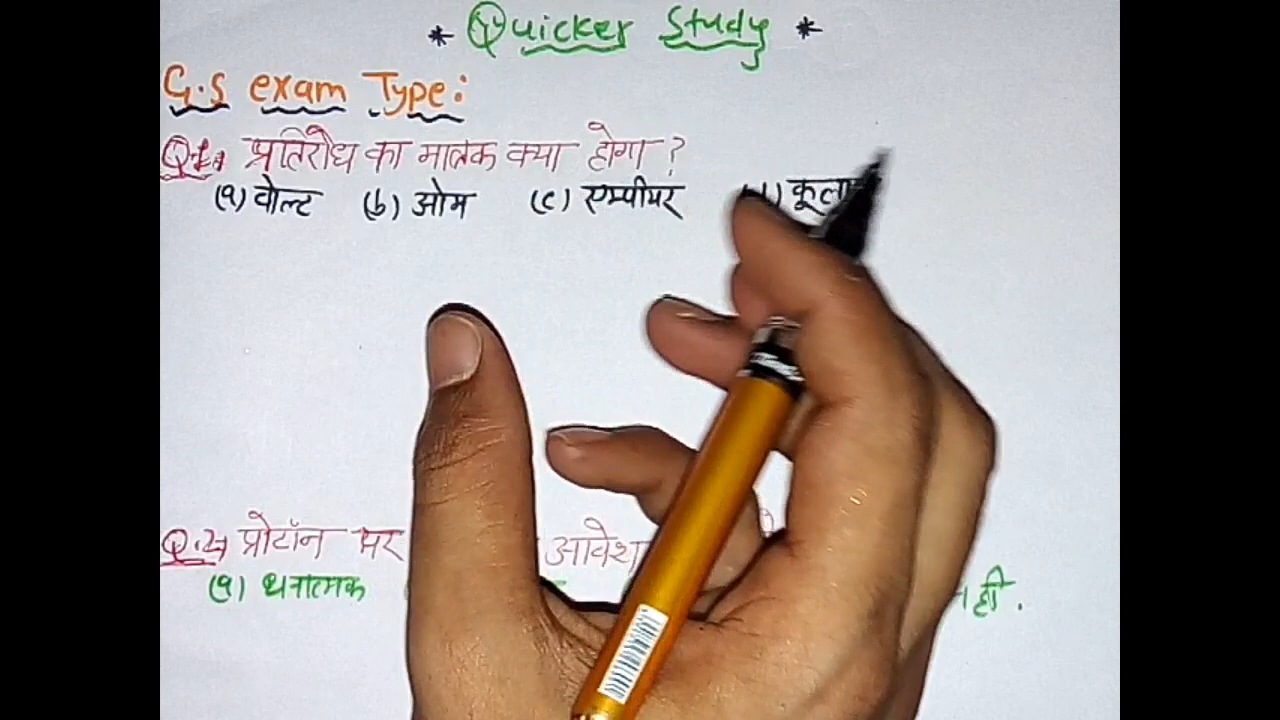 * Quicker Study *
G.S exam Type:
Q.1 प्रतिरोध का मात्रक क्या होगा ?
(a) वोल्ट (b) ओम (c) एम्पीयर (d)
Q.2 प्रोटॉन पर आवेश
(a) धनात्मक